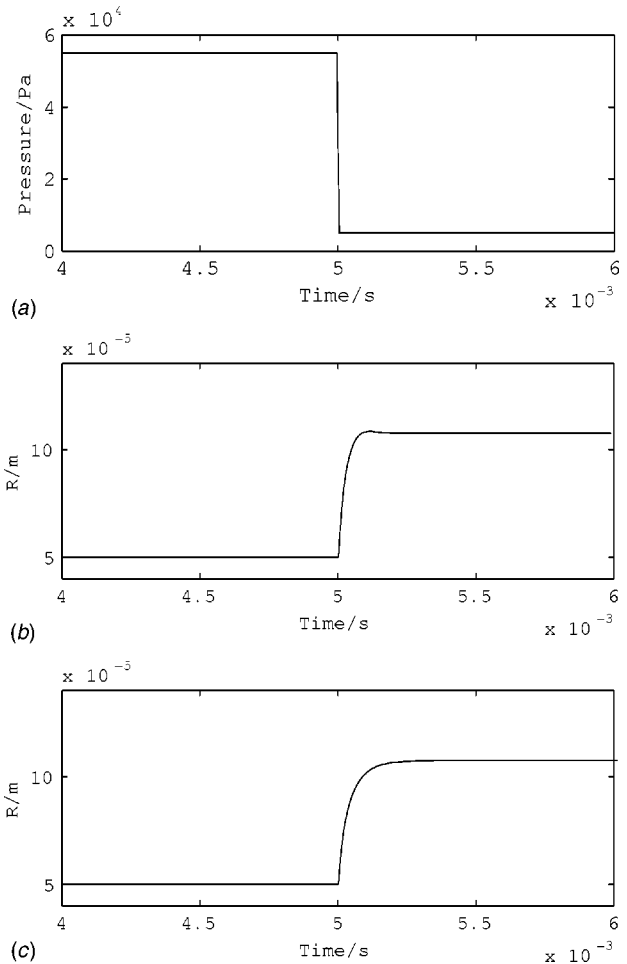 x 10^4
Pressure/Pa
6
4
2
0
4 4.5 5 5.5 6
Time/s
x 10^-3
(a)
x 10^-5
R/m
10
5
4 4.5 5 5.5 6
Time/s
x 10^-3
(b)
x 10^-5
R/m
10
5
4 4.5 5 5.5 6
Time/s
x 10^-3
(c)